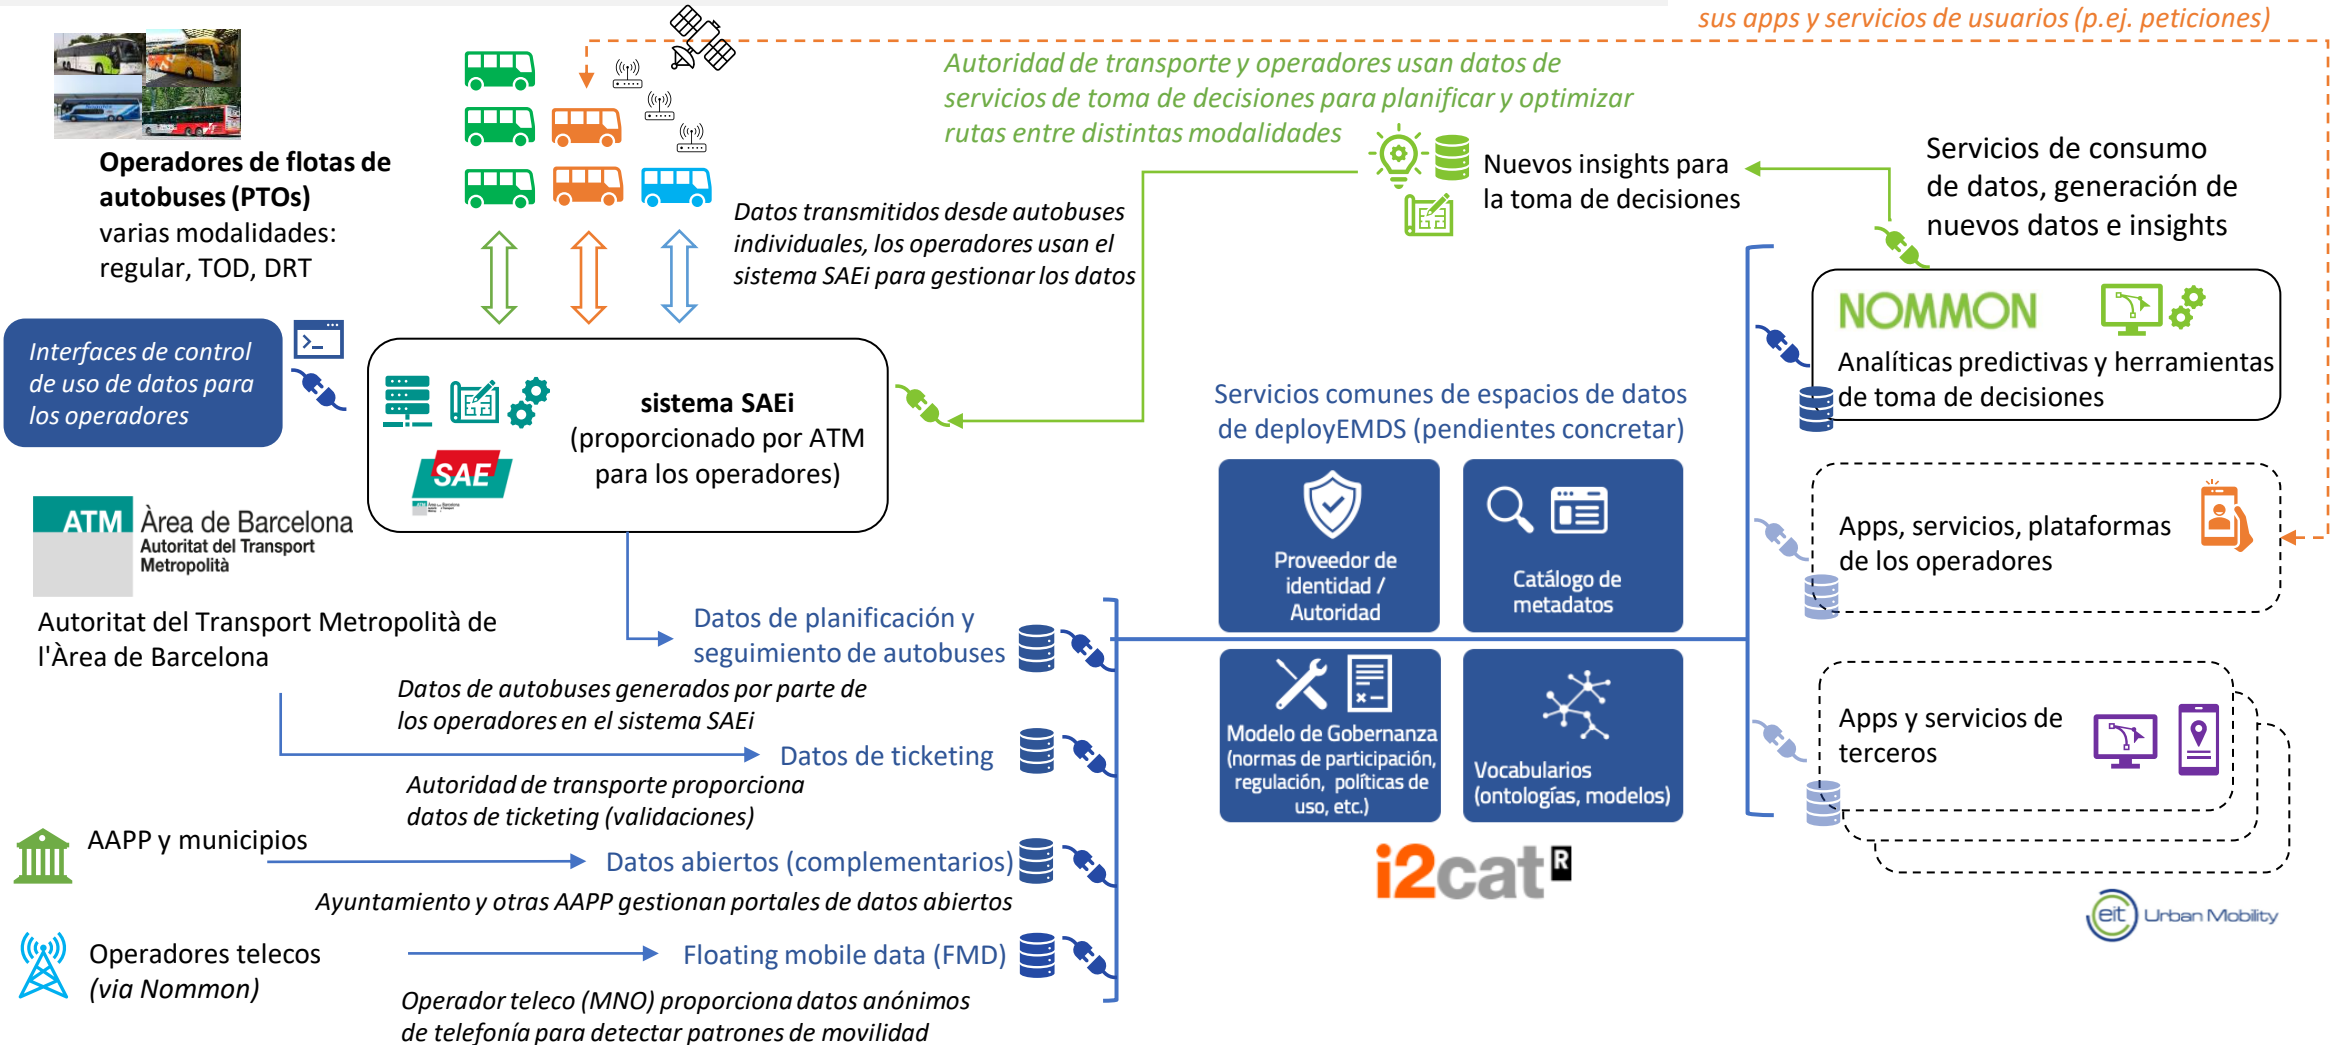 sus apps y servicios de usuarios (p.ej. peticiones)
Autoridad de transporte y operadores usan datos de
servicios de toma de decisiones para planificar y optimizar
rutas entre distintas modalidades
Operadores de flotas de
autobuses (PTOs)
varias modalidades:
regular, TOD, DRT
Datos transmitidos desde autobuses
individuales, los operadores usan el
sistema SAEi para gestionar los datos
Nuevos insights para
la toma de decisiones
Servicios de consumo
de datos, generación de
nuevos datos e insights
Interfaces de control
de uso de datos para
los operadores
sistema SAEi
(proporcionado por ATM
para los operadores)
SAE
NOMMON
Analíticas predictivas y herramientas
de toma de decisiones
Servicios comunes de espacios de datos
de deployEMDS (pendientes concretar)
Proveedor de
identidad /
Autoridad
Catálogo de
metadatos
Modelo de Gobernanza
(normas de participación,
regulación, políticas de
uso, etc.)
Vocabularios
(ontologías, modelos)
i2cat R
Apps, servicios, plataformas
de los operadores
Apps y servicios de
terceros
eit Urban Mobility
ATM Àrea de Barcelona
Autoritat del Transport
Metropolità
Autoritat del Transport Metropolità de
l'Àrea de Barcelona
Datos de planificación y
seguimiento de autobuses
Datos de autobuses generados por parte de
los operadores en el sistema SAEi
Datos de ticketing
Autoridad de transporte proporciona
datos de ticketing (validaciones)
AAPP y municipios
Datos abiertos (complementarios)
Ayuntamiento y otras AAPP gestionan portales de datos abiertos
Operadores telecos
(via Nommon)
Floating mobile data (FMD)
Operador teleco (MNO) proporciona datos anónimos
de telefonía para detectar patrones de movilidad